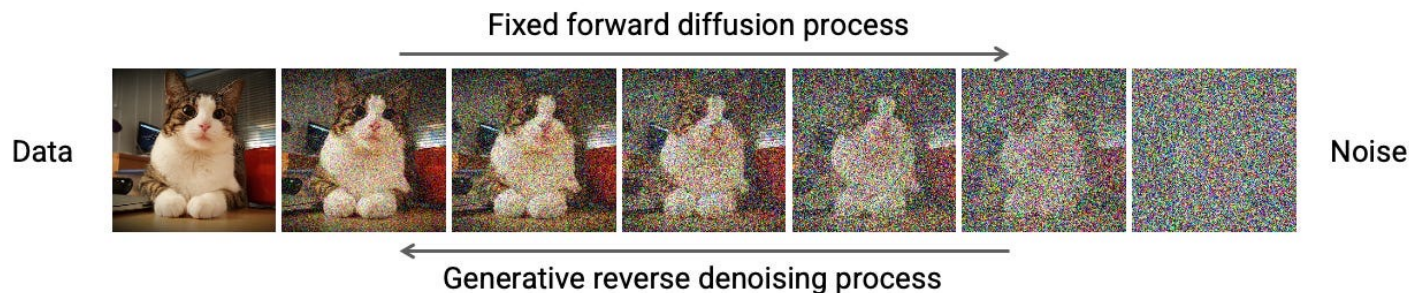 Fixed forward diffusion process
Data
Noise
Generative reverse denoising process